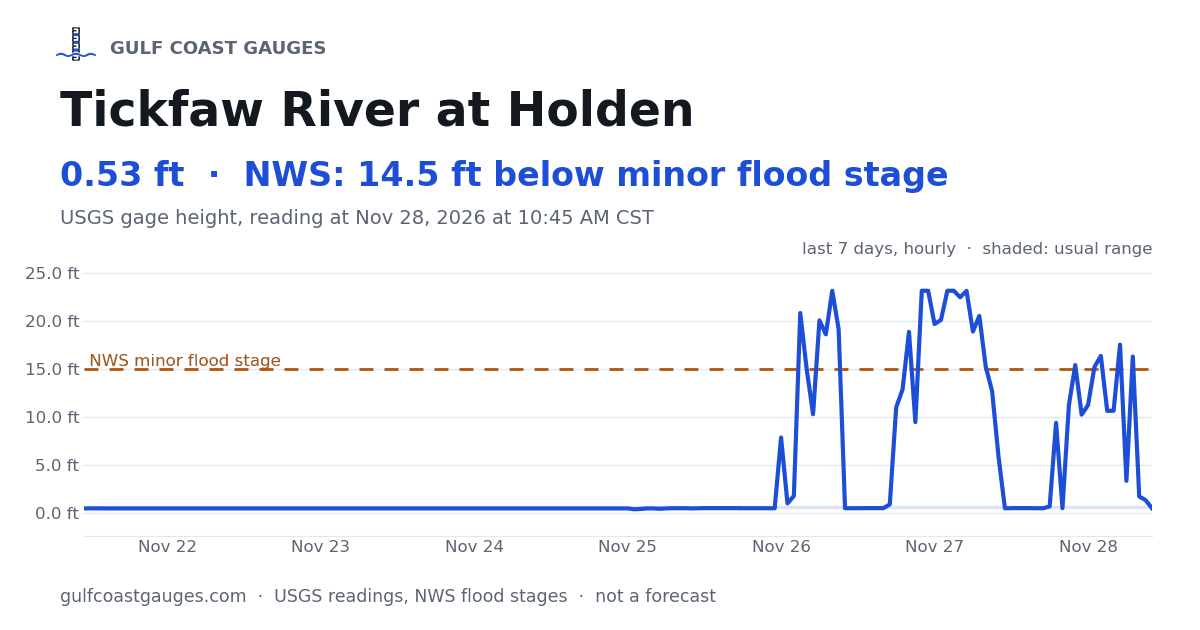 GULF COAST GAUGES
Tickfaw River at Holden
0.53 ft · NWS: 14.5 ft below minor flood stage
USGS gage height, reading at Nov 28, 2026 at 10:45 AM CST
last 7 days, hourly · shaded: usual range
25.0 ft
20.0 ft
NWS minor flood stage
15.0 ft
10.0 ft
5.0 ft
0.0 ft
Nov 22 Nov 23 Nov 24 Nov 25 Nov 26 Nov 27 Nov 28
gulfcoastgauges.com · USGS readings, NWS flood stages · not a forecast